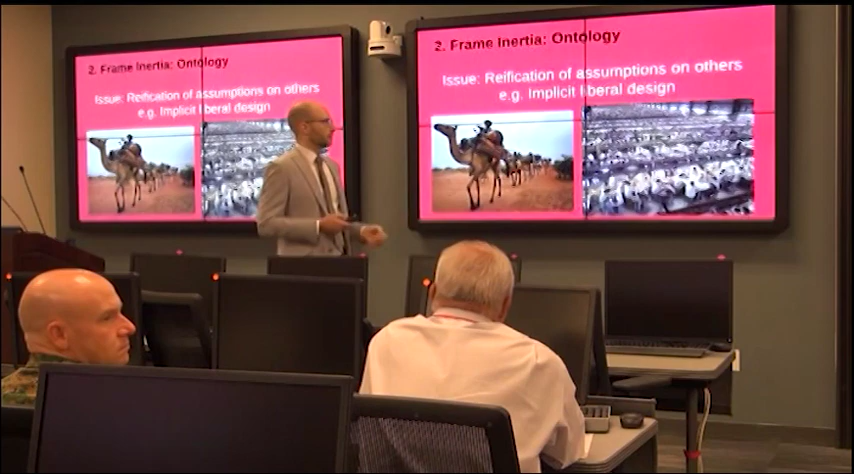 2. Frame Inertia: Ontology
Issue: Reification of assumptions on others
e.g. Implicit liberal design
2. Frame Inertia: Ontology
Issue: Reification of assumptions on others
e.g. Implicit liberal design